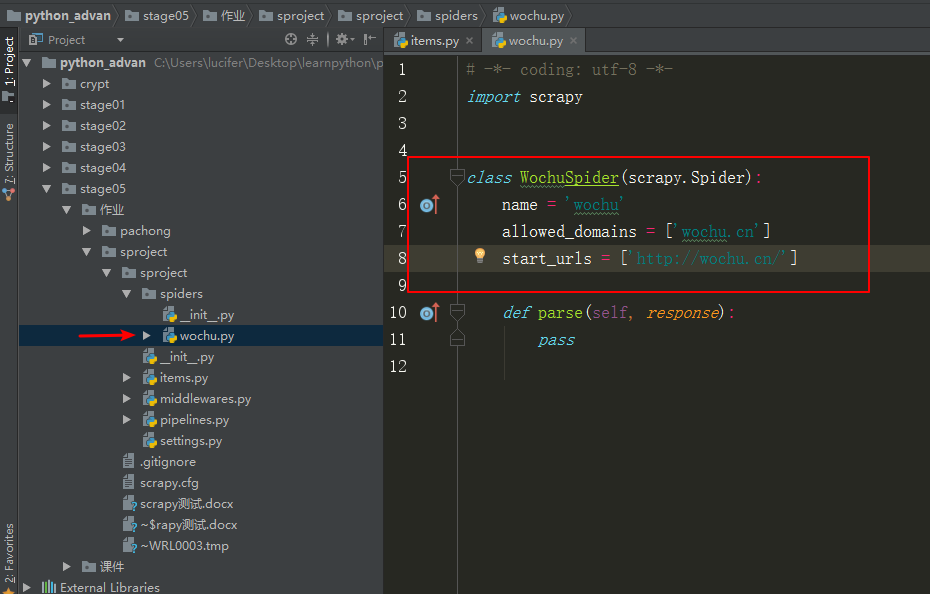 python_advan stage05 作业 sproject sproject spiders wochu.py
1: Project
7: Structure
2: Favorites
Project
python_advan C:\Users\lucifer\Desktop\learnpython\p
crypt
stage01
stage02
stage03
stage04
stage05
作业
pachong
sproject
sproject
spiders
__init__.py
wochu.py
__init__.py
items.py
middlewares.py
pipelines.py
settings.py
.gitignore
scrapy.cfg
scrapy测试.docx
~$rapy测试.docx
~WRL0003.tmp
课件
External Libraries
items.py × wochu.py ×
1 # -*- coding: utf-8 -*-
2 import scrapy
3
4
5 class WochuSpider(scrapy.Spider):
6 name = 'wochu'
7 allowed_domains = ['wochu.cn']
8 start_urls = ['http://wochu.cn/']
9
10 def parse(self, response):
11 pass
12